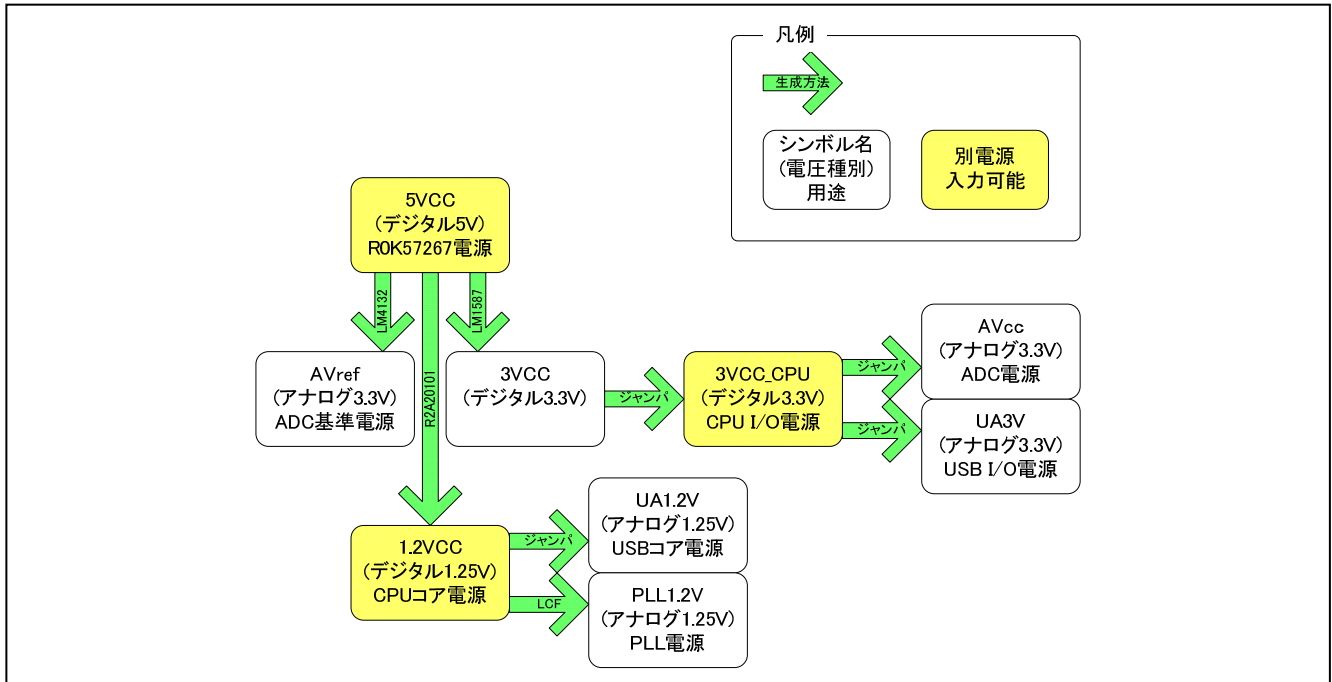 凡例
生成方法
シンボル名
(電圧種別)
用途
別電源
入力可能
5VCC
(デジタル5V)
R0K57267電源
LM4132
R2A20101
LM1587
AVref
(アナログ3.3V)
ADC基準電源
3VCC
(デジタル3.3V)
ジャンパ
3VCC_CPU
(デジタル3.3V)
CPU I/O電源
ジャンパ
AVcc
(アナログ3.3V)
ADC電源
ジャンパ
UA3V
(アナログ3.3V)
USB I/O電源
1.2VCC
(デジタル1.25V)
CPUコア電源
ジャンパ
UA1.2V
(アナログ1.25V)
USBコア電源
LCF
PLL1.2V
(アナログ1.25V)
PLL電源